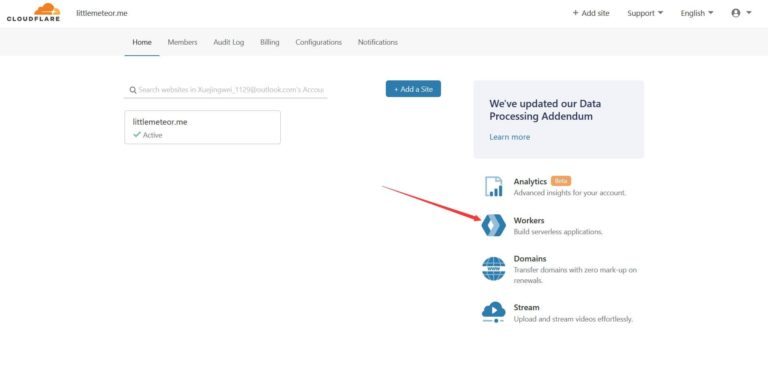 CLOUDFLARE
littlemeteor.me
+ Add site
Support
English
Home
Members
Audit Log
Billing
Configurations
Notifications
Search websites in Xuejingwei_1129@outlook.com's Accoun
+ Add a Site
littlemeteor.me
Active
We've updated our Data
Processing Addendum
Learn more
Analytics Beta
Advanced insights for your account.
Workers
Build serverless applications.
WWW
Domains
Transfer domains with zero mark-up on
renewals.
Stream
Upload and stream videos effortlessly.